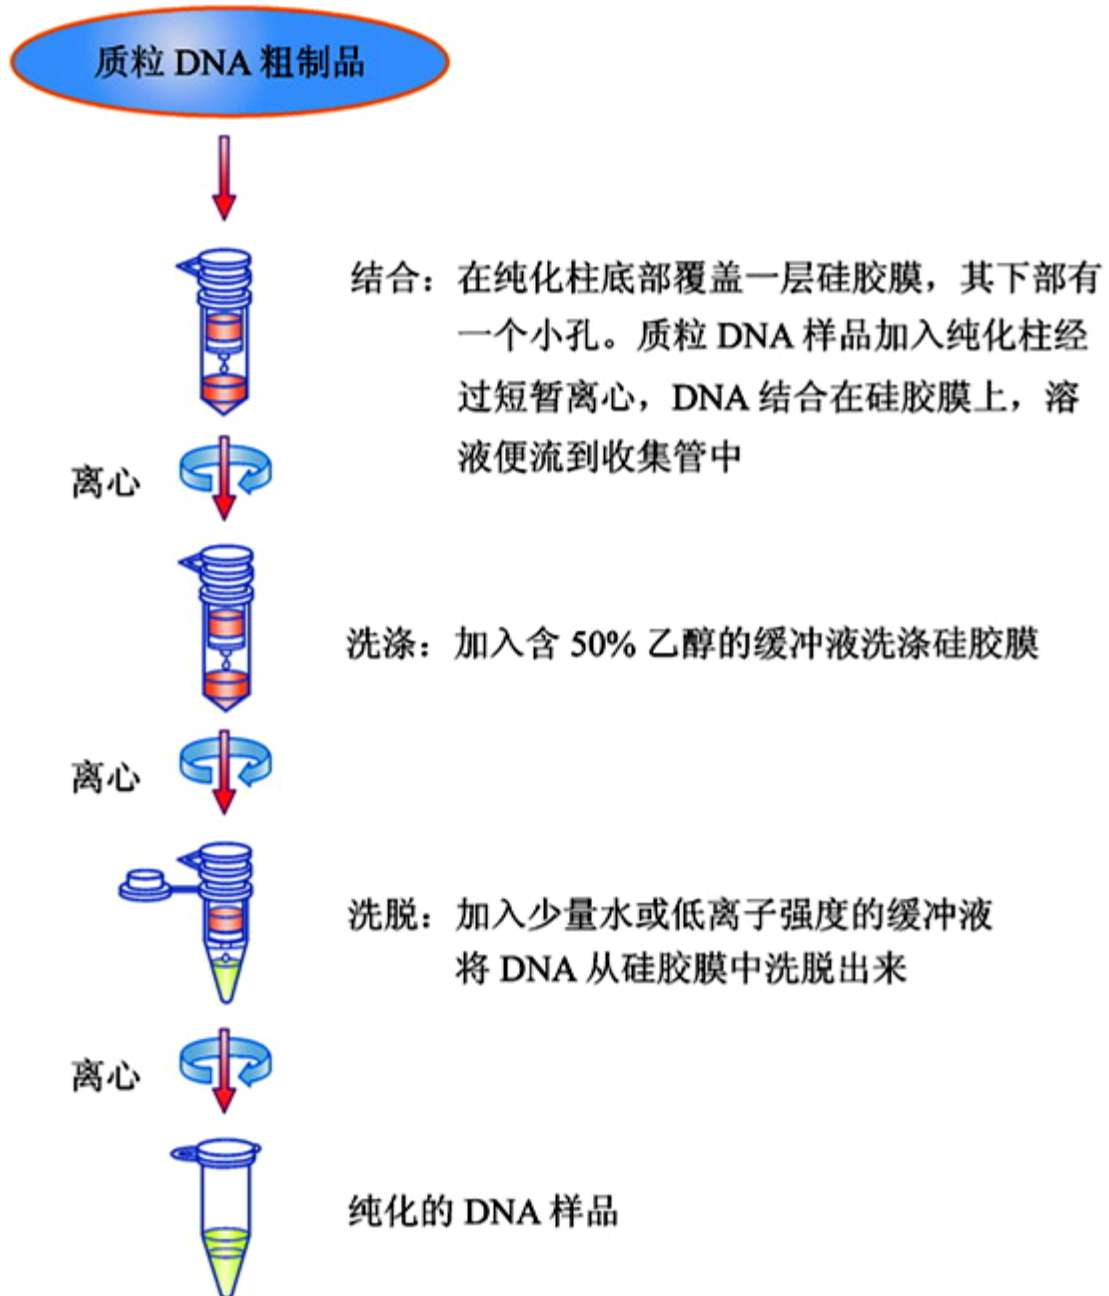 质粒 DNA 粗制品
结合：在纯化柱底部覆盖一层硅胶膜，其下部有
一个小孔。质粒 DNA 样品加入纯化柱经
过短暂离心，DNA 结合在硅胶膜上，溶
液便流到收集管中
离心
洗涤：加入含 50% 乙醇的缓冲液洗涤硅胶膜
离心
洗脱：加入少量水或低离子强度的缓冲液
将 DNA 从硅胶膜中洗脱出来
离心
纯化的 DNA 样品